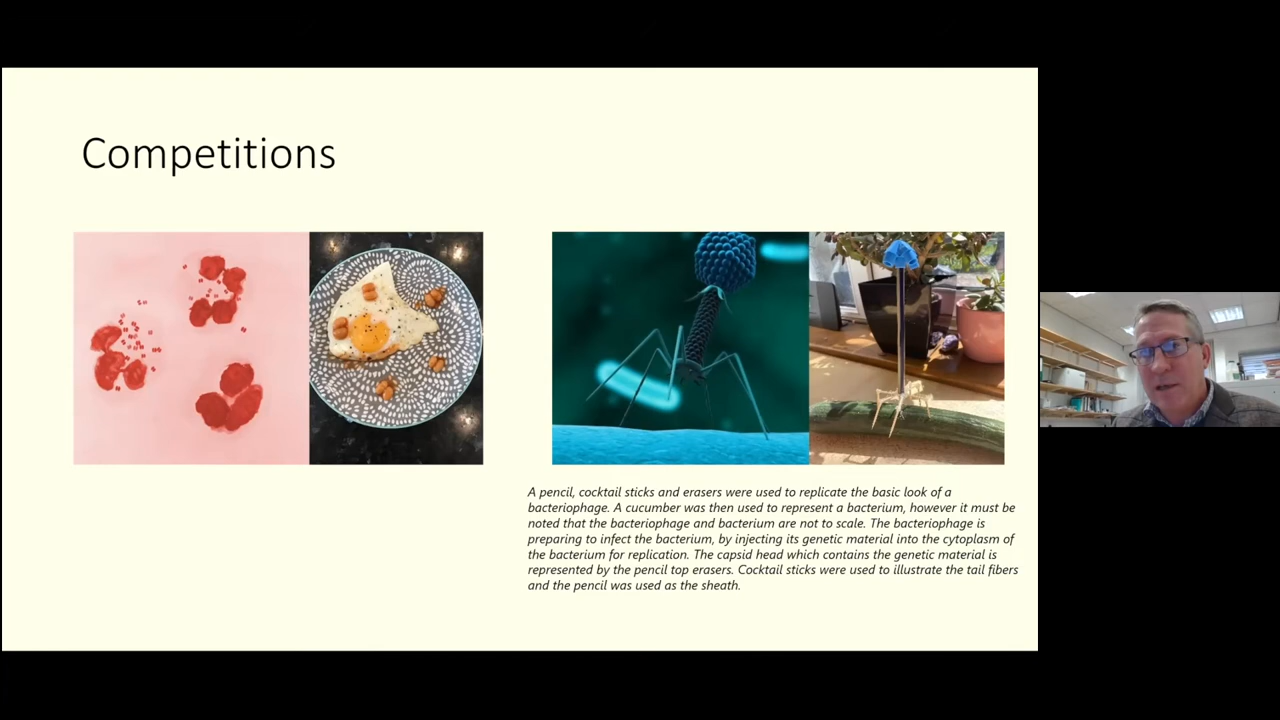 Competitions
A pencil, cocktail sticks and erasers were used to replicate the basic look of a
bacteriophage. A cucumber was then used to represent a bacterium, however it must be
noted that the bacteriophage and bacterium are not to scale. The bacteriophage is
preparing to infect the bacterium, by injecting its genetic material into the cytoplasm of
the bacterium for replication. The capsid head which contains the genetic material is
represented by the pencil top erasers. Cocktail sticks were used to illustrate the tail fibers
and the pencil was used as the sheath.